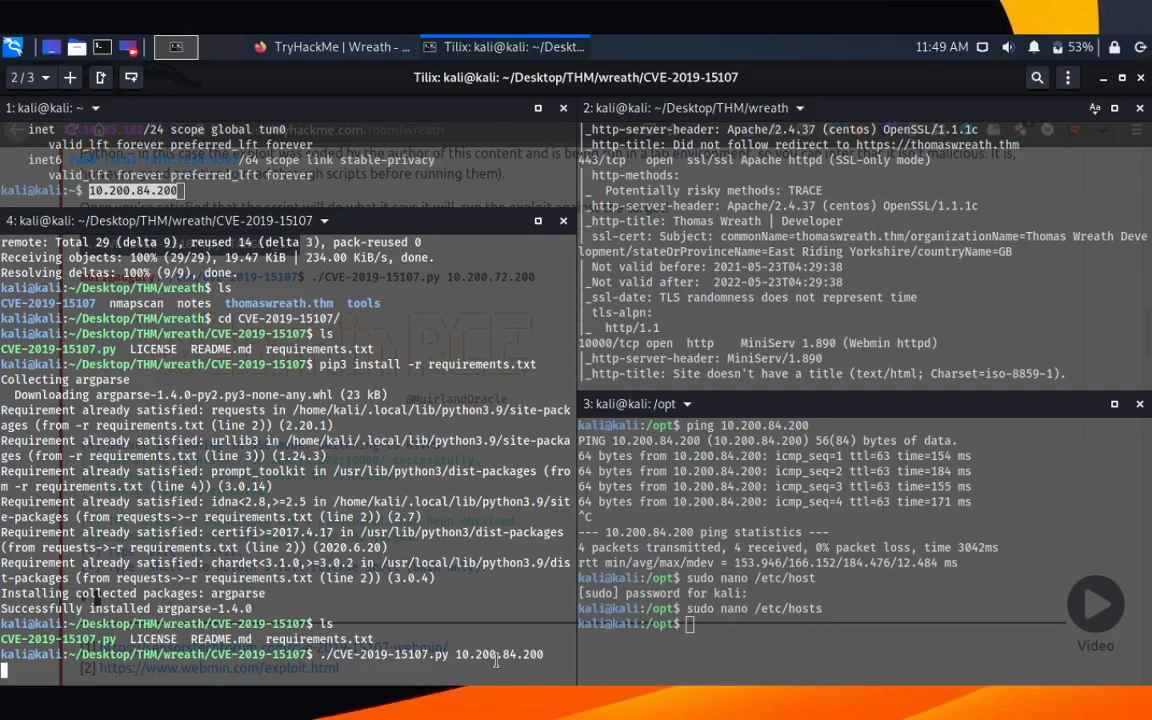 TryHackMe | Wreath - ...
Tilix: kali@kali: ~/Deskt...
11:49 AM
53%
2/3
Tilix: kali@kali: ~/Desktop/THM/wreath/CVE-2019-15107
1: kali@kali: ~
inet /24 scope global tun0
valid_lft forever preferred_lft forever
inet6 /64 scope link stable-privacy
valid_lft forever preferred_lft forever
kali@kali:~$ 10.200.84.200
4: kali@kali: ~/Desktop/THM/wreath/CVE-2019-15107
remote: Total 29 (delta 9), reused 14 (delta 3), pack-reused 0
Receiving objects: 100% (29/29), 19.47 KiB | 234.00 KiB/s, done.
Resolving deltas: 100% (9/9), done.
kali@kali:~/Desktop/THM/wreath$ ls
CVE-2019-15107 nmapscan notes thomaswreath.thm tools
kali@kali:~/Desktop/THM/wreath$ cd CVE-2019-15107/
kali@kali:~/Desktop/THM/wreath/CVE-2019-15107$ ls
CVE-2019-15107.py LICENSE README.md requirements.txt
kali@kali:~/Desktop/THM/wreath/CVE-2019-15107$ pip3 install -r requirements.txt
Collecting argparse
Downloading argparse-1.4.0-py2.py3-none-any.whl (23 kB)
Requirement already satisfied: requests in /home/kali/.local/lib/python3.9/site-pack
ages (from -r requirements.txt (line 2)) (2.20.1)
Requirement already satisfied: urllib3 in /home/kali/.local/lib/python3.9/site-packa
ges (from -r requirements.txt (line 3)) (1.24.3)
Requirement already satisfied: prompt_toolkit in /usr/lib/python3/dist-packages (fro
m -r requirements.txt (line 4)) (3.0.14)
Requirement already satisfied: idna<2.8,>=2.5 in /home/kali/.local/lib/python3.9/sit
e-packages (from requests->-r requirements.txt (line 2)) (2.7)
Requirement already satisfied: certifi>=2017.4.17 in /usr/lib/python3/dist-packages
(from requests->-r requirements.txt (line 2)) (2020.6.20)
Requirement already satisfied: chardet<3.1.0,>=3.0.2 in /usr/lib/python3/dis
t-packages (from requests->-r requirements.txt (line 2)) (3.0.4)
Installing collected packages: argparse
Successfully installed argparse-1.4.0
kali@kali:~/Desktop/THM/wreath/CVE-2019-15107$ ls
CVE-2019-15107.py LICENSE README.md requirements.txt
kali@kali:~/Desktop/THM/wreath/CVE-2019-15107$ ./CVE-2019-15107.py 10.200.84.200
[2] https://www.webmin.com/exploit.html
2: kali@kali: ~/Desktop/THM/wreath
|_http-server-header: Apache/2.4.37 (centos) OpenSSL/1.1.1c
|_http-title: Did not follow redirect to https://thomaswreath.thm
443/tcp open ssl/ssl Apache httpd (SSL-only mode)
| http-methods:
|_ Potentially risky methods: TRACE
|_http-server-header: Apache/2.4.37 (centos) OpenSSL/1.1.1c
|_http-title: Thomas Wreath | Developer
| ssl-cert: Subject: commonName=thomaswreath.thm/organizationName=Thomas Wreath Deve
lopment/stateOrProvinceName=East Riding Yorkshire/countryName=GB
| Not valid before: 2021-05-23T04:29:38
|_Not valid after: 2022-05-23T04:29:38
|_ssl-date: TLS randomness does not represent time
| tls-alpn:
|_ http/1.1
10000/tcp open http MiniServ 1.890 (Webmin httpd)
|_http-server-header: MiniServ/1.890
|_http-title: Site doesn't have a title (text/html; Charset=iso-8859-1).
3: kali@kali: /opt
kali@kali:/opt$ ping 10.200.84.200
PING 10.200.84.200 (10.200.84.200) 56(84) bytes of data.
64 bytes from 10.200.84.200: icmp_seq=1 ttl=63 time=154 ms
64 bytes from 10.200.84.200: icmp_seq=2 ttl=63 time=184 ms
64 bytes from 10.200.84.200: icmp_seq=3 ttl=63 time=155 ms
64 bytes from 10.200.84.200: icmp_seq=4 ttl=63 time=171 ms
^C
--- 10.200.84.200 ping statistics ---
4 packets transmitted, 4 received, 0% packet loss, time 3042ms
rtt min/avg/max/mdev = 153.946/166.152/184.476/12.484 ms
kali@kali:/opt$ sudo nano /etc/host
[sudo] password for kali:
kali@kali:/opt$ sudo nano /etc/hosts
kali@kali:/opt$
Video